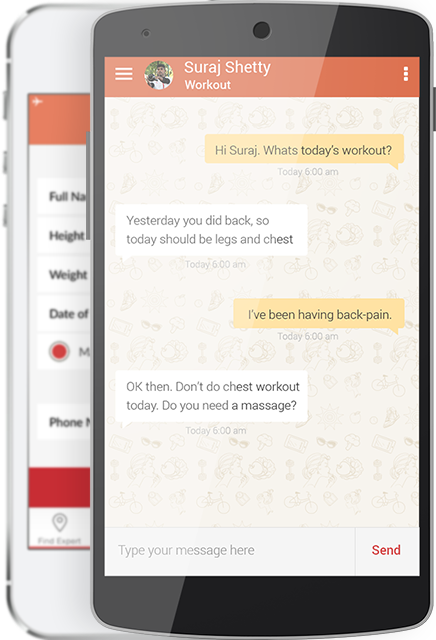 Suraj Shetty
Workout
Hi Suraj. Whats today's workout?
Today 6:00 am
Yesterday you did back, so
today should be legs and chest
Today 6:00 am
I've been having back-pain.
Today 6:00 am
OK then. Don't do chest workout
today. Do you need a massage?
Today 6:00 am
Type your message here
Send
Full Na
Height
Weight
Date of
M
Phone N
Find Expert